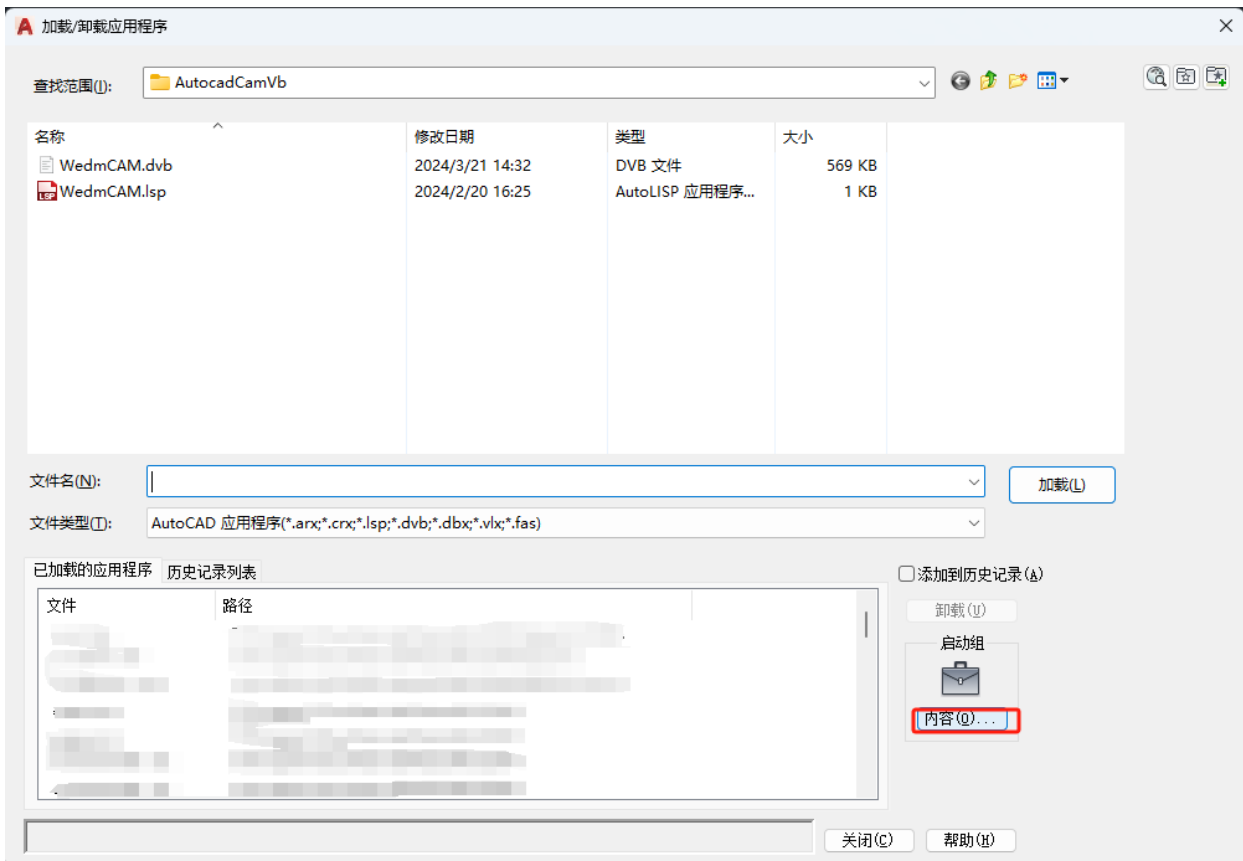 加载/卸载应用程序
查找范围(I): AutocadCamVb
名称 修改日期 类型 大小
WedmCAM.dvb 2024/3/21 14:32 DVB 文件 569 KB
WedmCAM.lsp 2024/2/20 16:25 AutoLISP 应用程序... 1 KB
文件名(N): 加载(L)
文件类型(T): AutoCAD 应用程序(*.arx;*.crx;*.lsp;*.dvb;*.dbx;*.vlx;*.fas)
已加载的应用程序 历史记录列表 添加到历史记录(A)
文件 路径 卸载(U)
启动组
内容(O)...
关闭(C) 帮助(H)